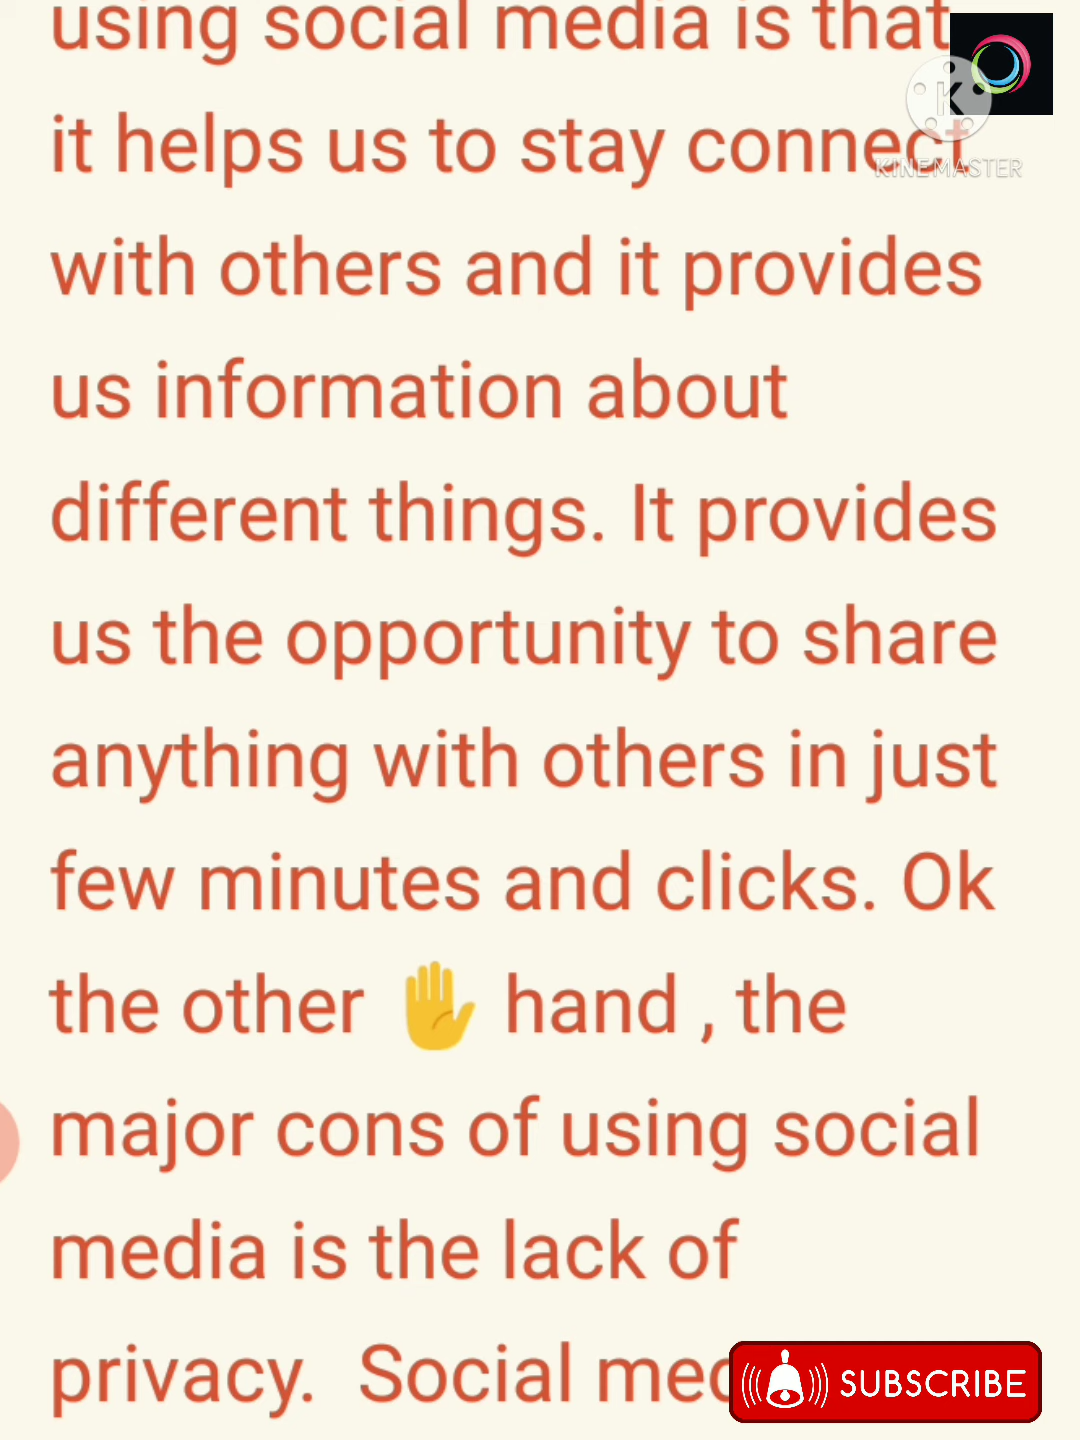 using social media is that
it helps us to stay connect
KINEMASTER
with others and it provides
us information about
different things. It provides
us the opportunity to share
anything with others in just
few minutes and clicks. Ok
the other ✋ hand , the
major cons of using social
media is the lack of
privacy. Social
SUBSCRIBE